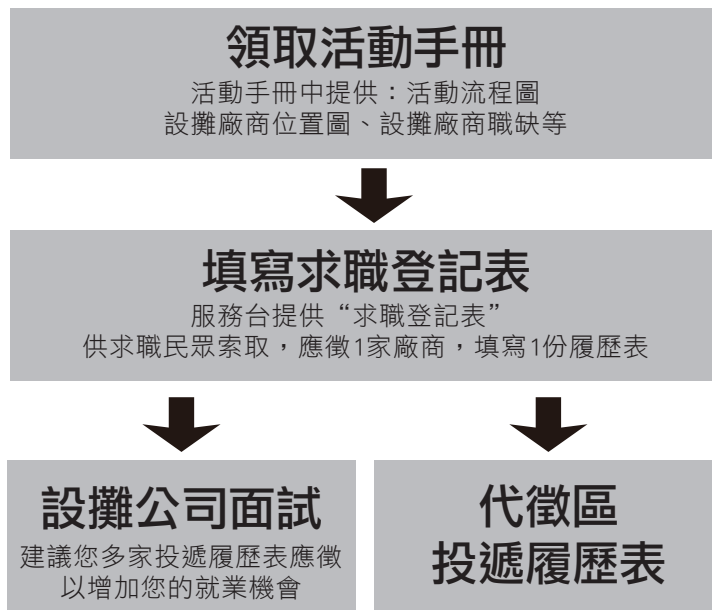 領取活動手冊
活動手冊中提供：活動流程圖
設攤廠商位置圖、設攤廠商職缺等
填寫求職登記表
服務台提供“求職登記表”
供求職民眾索取，應徵1家廠商，填寫1份履歷表
設攤公司面試
建議您多家投遞履歷表應徵
以增加您的就業機會
代徵區
投遞履歷表